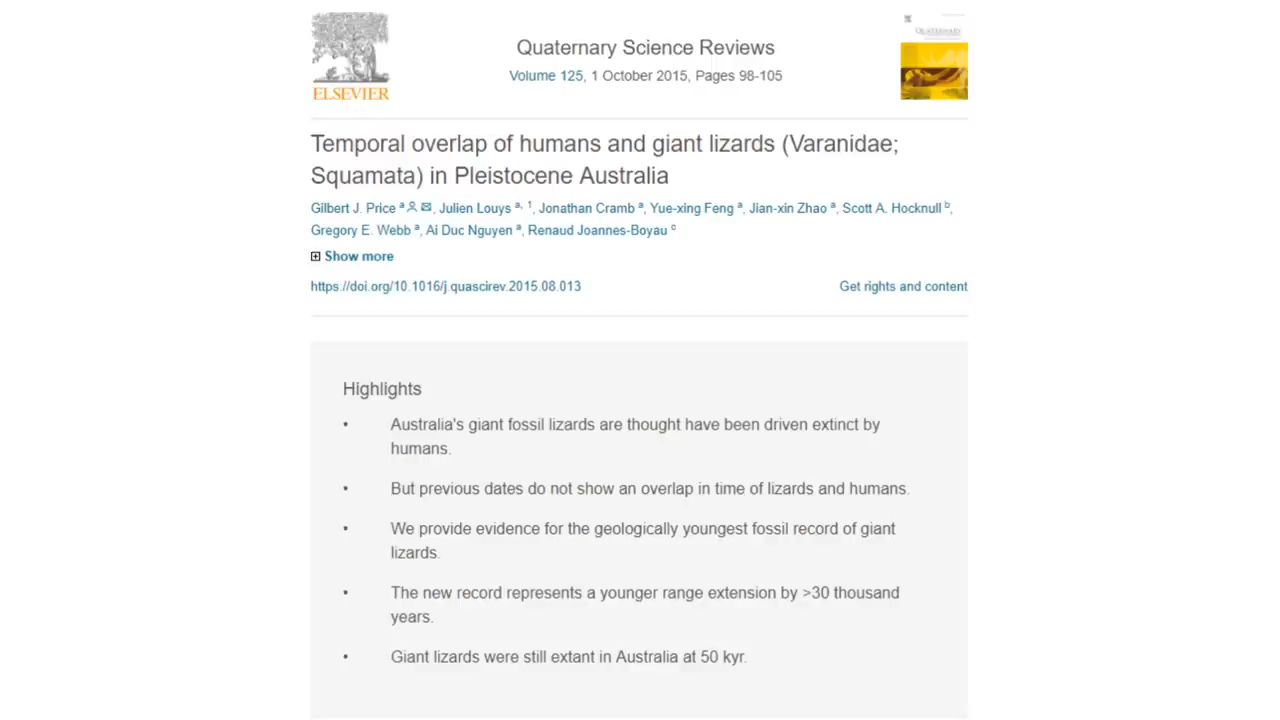 Quaternary Science Reviews
Volume 125, 1 October 2015, Pages 98-105
ELSEVIER
QUATERNARY
Temporal overlap of humans and giant lizards (Varanidae;
Squamata) in Pleistocene Australia
Gilbert J. Price a, Julien Louys a, 1, Jonathan Cramb a, Yue-xing Feng a, Jian-xin Zhao a, Scott A. Hocknull b,
Gregory E. Webb a, Ai Duc Nguyen a, Renaud Joannes-Boyau c
Show more
https://doi.org/10.1016/j.quascirev.2015.08.013
Get rights and content
Highlights
• Australia's giant fossil lizards are thought have been driven extinct by
humans.
• But previous dates do not show an overlap in time of lizards and humans.
• We provide evidence for the geologically youngest fossil record of giant
lizards.
• The new record represents a younger range extension by >30 thousand
years.
• Giant lizards were still extant in Australia at 50 kyr.